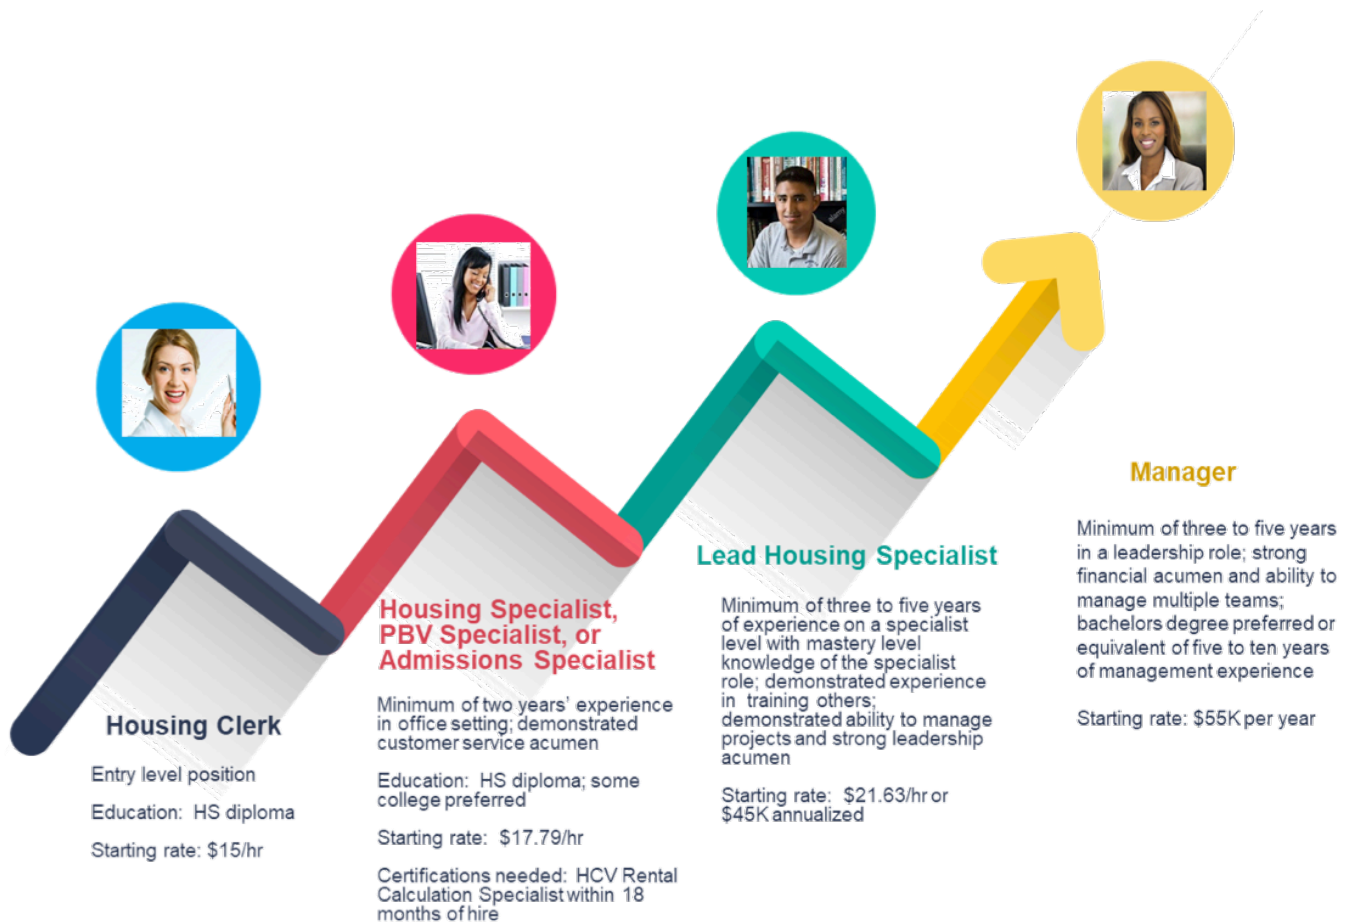 Housing Clerk
Entry level position
Education: HS diploma
Starting rate: $15/hr
Housing Specialist,
PBV Specialist, or
Admissions Specialist
Minimum of two years’ experience
in office setting; demonstrated
customer service acumen
Education: HS diploma; some
college preferred
Starting rate: $17.79/hr
Certifications needed: HCV Rental
Calculation Specialist within 18
months of hire
Lead Housing Specialist
Minimum of three to five years
of experience on a specialist
level with mastery level
knowledge of the specialist
role; demonstrated experience
in training others;
demonstrated ability to manage
projects and strong leadership
acumen
Starting rate: $21.63/hr or
$45K annualized
Manager
Minimum of three to five years
in a leadership role; strong
financial acumen and ability to
manage multiple teams;
bachelors degree preferred or
equivalent of five to ten years
of management experience
Starting rate: $55K per year